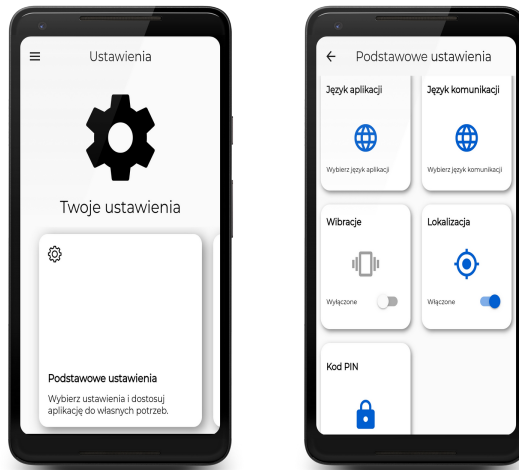 Ustawienia
Twoje ustawienia
Podstawowe ustawienia
Wybierz ustawienia i dostosuj
aplikację do własnych potrzeb.
Podstawowe ustawienia
Język aplikacji
Język komunikacji
Wybierz język aplikacji
Wybierz język komunikacji
Wibracje
Lokalizacja
Wyłączone
Włączone
Kod PIN